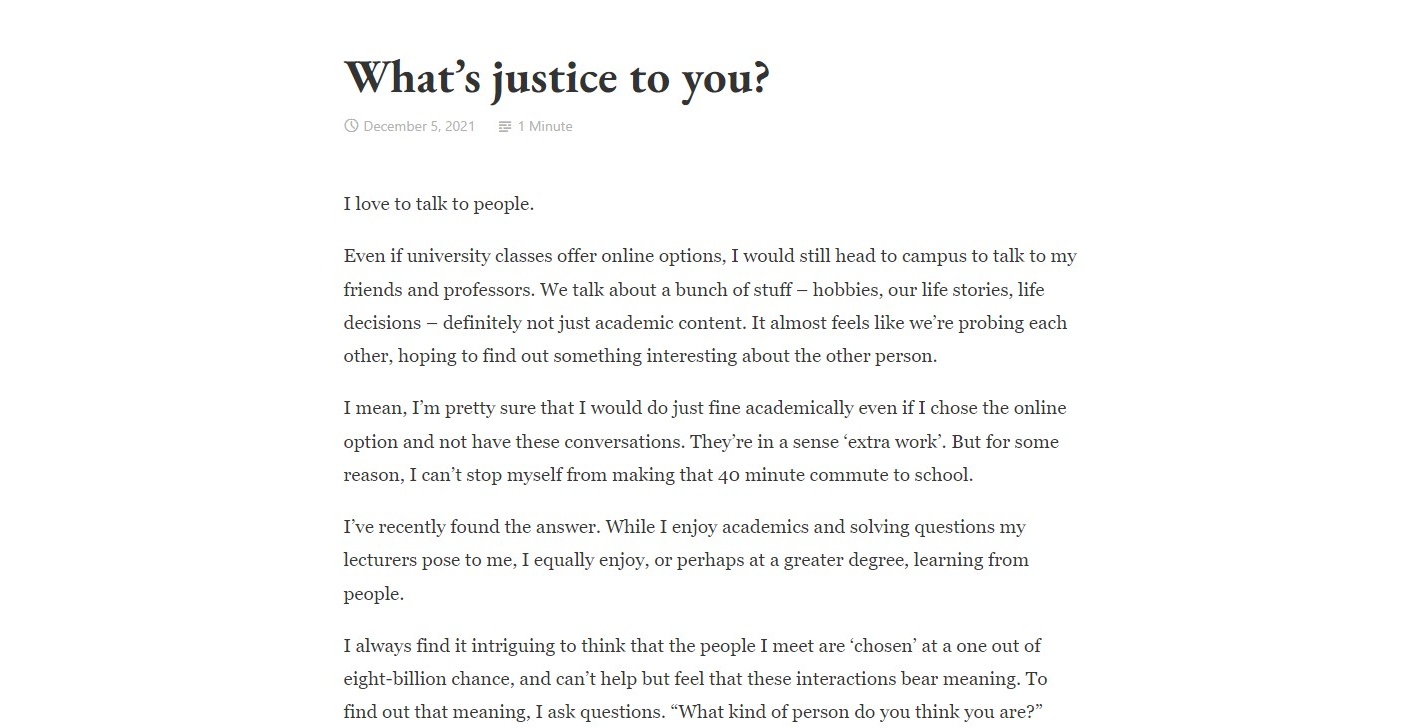 What’s justice to you?
December 5, 2021 1 Minute
I love to talk to people.
Even if university classes offer online options, I would still head to campus to talk to my
friends and professors. We talk about a bunch of stuff – hobbies, our life stories, life
decisions – definitely not just academic content. It almost feels like we’re probing each
other, hoping to find out something interesting about the other person.
I mean, I’m pretty sure that I would do just fine academically even if I chose the online
option and not have these conversations. They’re in a sense ‘extra work’. But for some
reason, I can’t stop myself from making that 40 minute commute to school.
I’ve recently found the answer. While I enjoy academics and solving questions my
lecturers pose to me, I equally enjoy, or perhaps at a greater degree, learning from
people.
I always find it intriguing to think that the people I meet are ‘chosen’ at a one out of
eight-billion chance, and can’t help but feel that these interactions bear meaning. To
find out that meaning, I ask questions. “What kind of person do you think you are?”